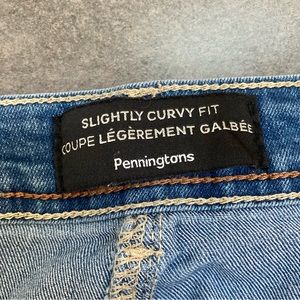 SLIGHTLY CURVY FIT
COUPE LÉGÈREMENT GALBÉE
Penningtons